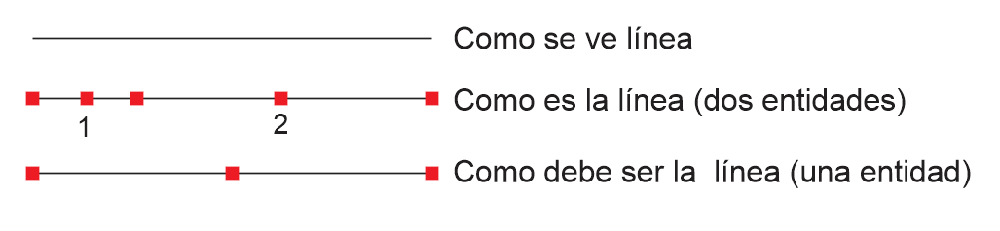 Como se ve línea
Como es la línea (dos entidades)
1 2
Como debe ser la  línea (una entidad)